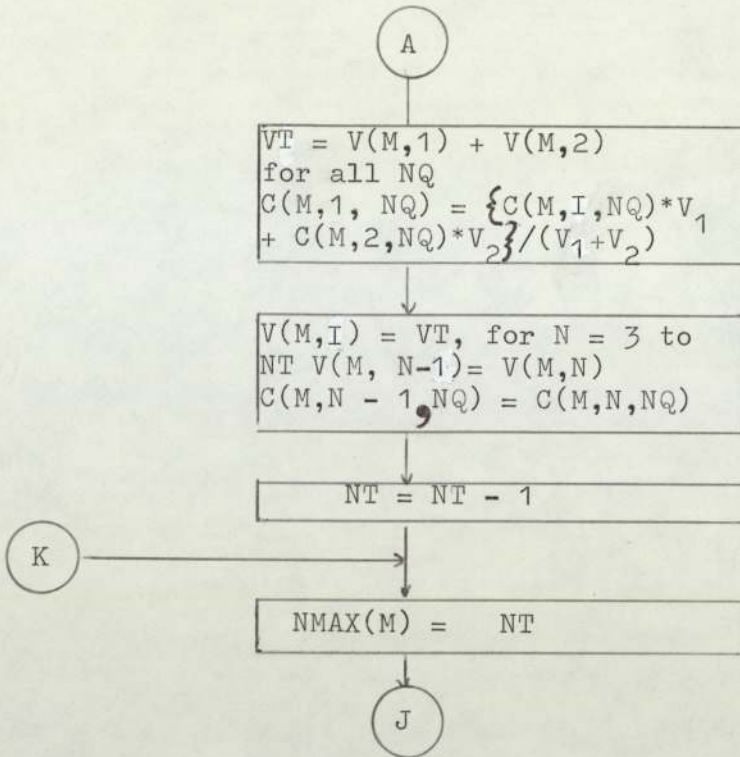 A
VT = V(M,1) + V(M,2)
for all NQ
C(M,1, NQ) = {C(M,I,NQ)*V₁
+ C(M,2,NQ)*V₂}/(V₁+V₂)
V(M,I) = VT, for N = 3 to
NT V(M, N-1)= V(M,N)
C(M,N - 1,NQ) = C(M,N,NQ)
NT = NT - 1
K
NMAX(M) = NT
J